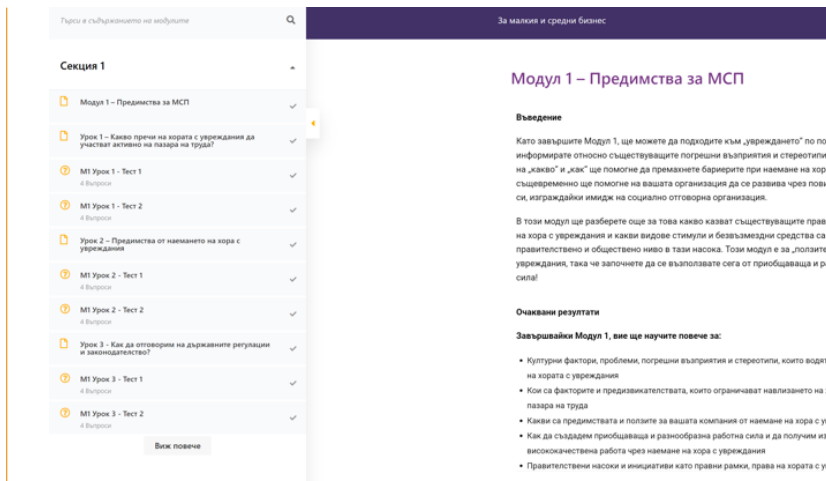 Търси в съдържанието на модулите
Секция 1
Модул 1 – Предимства за МСП
Урок 1 – Какво пречи на хората с увреждания да
участват активно на пазара на труда?
М1 Урок 1 - Тест 1
4 Въпроси
М1 Урок 1 - Тест 2
4 Въпроси
Урок 2 – Предимства от наемането на хора с
увреждания
М1 Урок 2 - Тест 1
4 Въпроси
М1 Урок 2 - Тест 2
4 Въпроси
Урок 3 - Как да отговорим на държавните регулации
и законодателство?
М1 Урок 3 - Тест 1
4 Въпроси
М1 Урок 3 - Тест 2
4 Въпроси
Виж повече
За малкия и средни бизнес
Модул 1 – Предимства за МСП
Въведение
Като завършите Модул 1, ще можете да подходите към „увреждането" по по
информирате относно съществуващите погрешни възприятия и стереотипи
на „какво" и „как" ще помогне да премахнете бариерите при наемане на хор
същевременно ще помогне на вашата организация да се развива чрез пови
си, изграждайки имидж на социално отговорна организация.
В този модул ще разберете още за това какво казват съществуващите прав
на хора с увреждания и какви видове стимули и безвъзмездни средства са
правителствено и обществено ниво в тази насока. Този модул е за „ползите
увреждания, така че започнете да се възползвате сега от приобщаваща и р
сила!
Очаквани резултати
Завършвайки Модул 1, вие ще научите повече за:
• Културни фактори, проблеми, погрешни възприятия и стереотипи, които водят
на хората с увреждания
• Кои са факторите и предизвикателствата, които ограничават навлизането на
пазара на труда
• Какви са предимствата и ползите за вашата компания от наемане на хора с у
• Как да създадем приобщаваща и разнообразна работна сила и да получим из
висококачествена работа чрез наемане на хора с увреждания
• Правителствени насоки и инициативи като правни рамки, права на хората с у